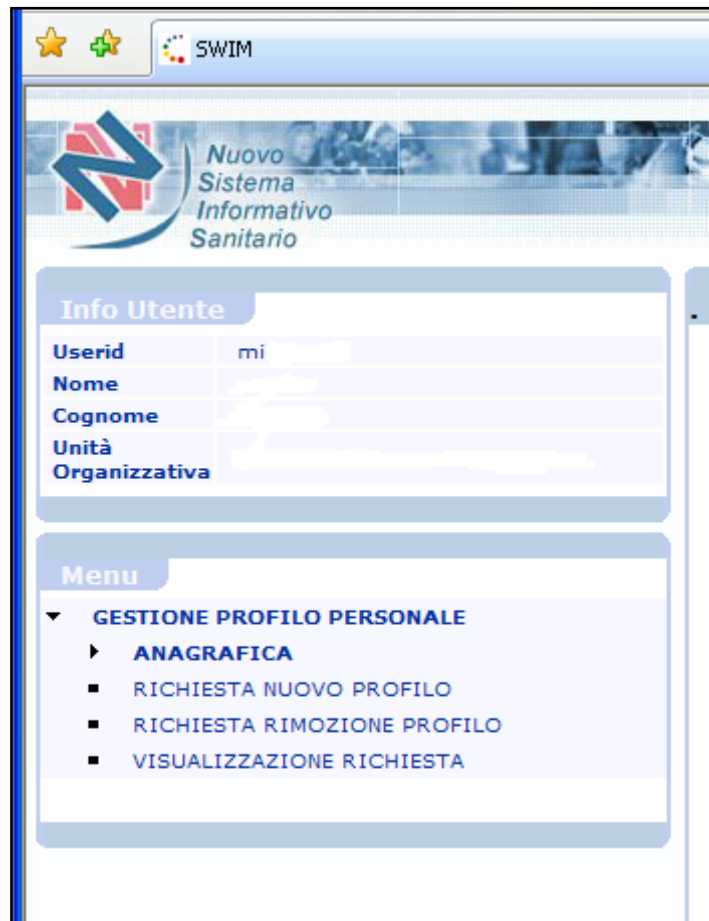 SWIM
Nuovo
Sistema
Informativo
Sanitario
Info Utente
Userid mi
Nome
Cognome
Unità
Organizzativa
Menu
GESTIONE PROFILO PERSONALE
ANAGRAFICA
RICHIESTA NUOVO PROFILO
RICHIESTA RIMOZIONE PROFILO
VISUALIZZAZIONE RICHIESTA